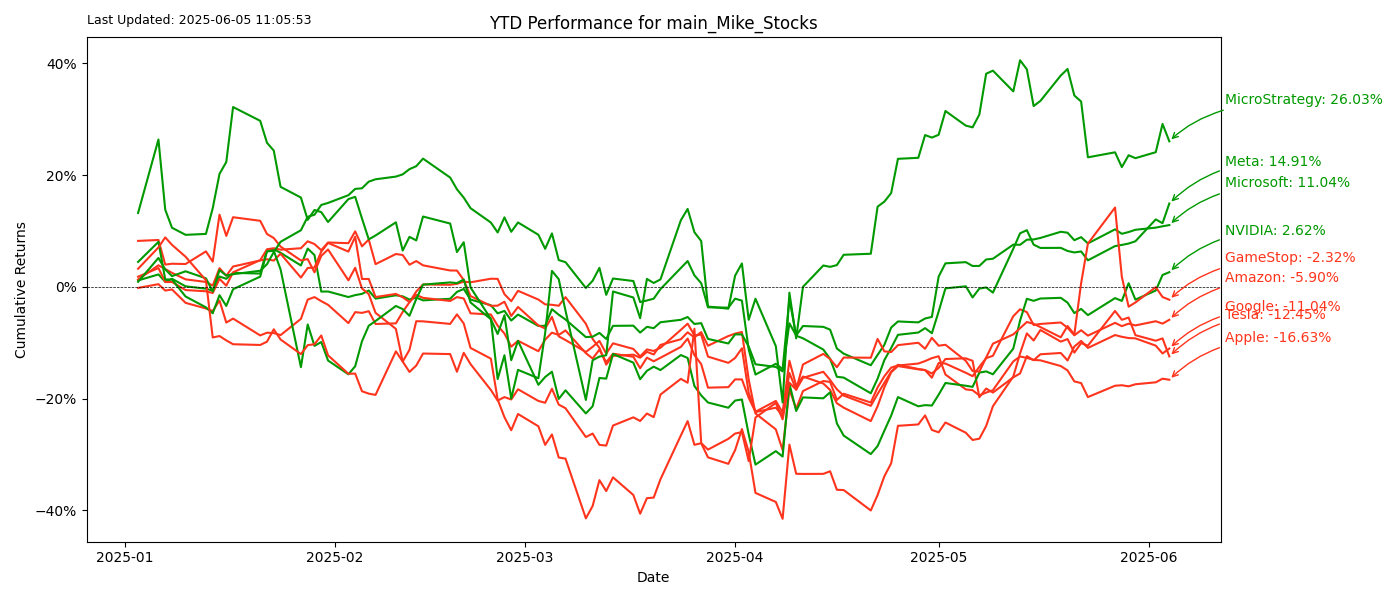 Last Updated: 2025-06-05 11:05:53
YTD Performance for main_Mike_Stocks
Cumulative Returns
40%
20%
0%
−20%
−40%
MicroStrategy: 26.03%
Meta: 14.91%
Microsoft: 11.04%
NVIDIA: 2.62%
GameStop: -2.32%
Amazon: -5.90%
Google: -11.04%
Tesla: -12.45%
Apple: -16.63%
2025-01
2025-02
2025-03
2025-04
2025-05
2025-06
Date